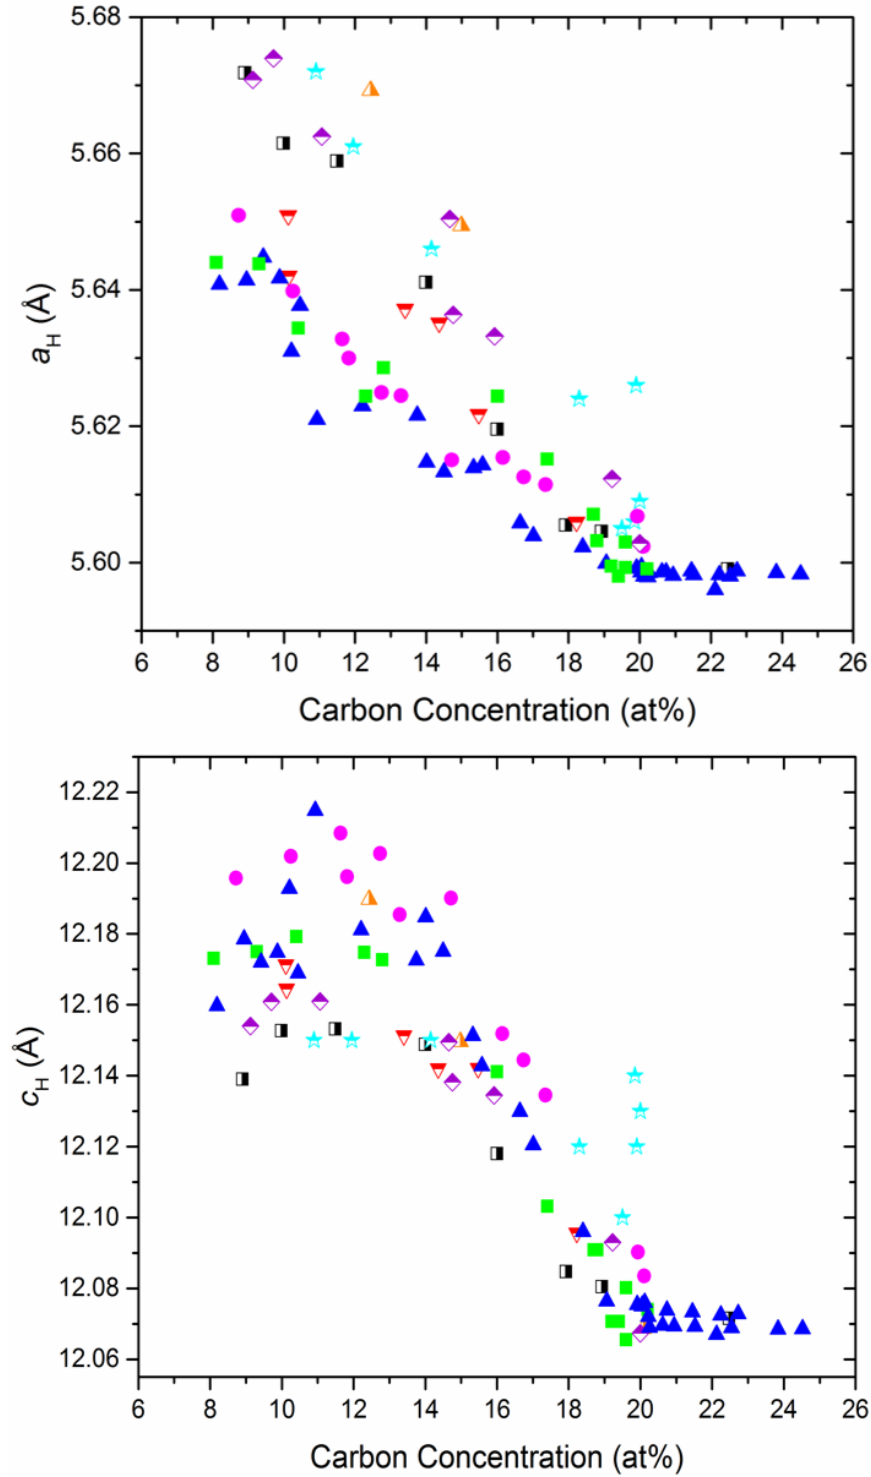 5.68
5.66
5.64
5.62
5.60
a_H (Å)
6 8 10 12 14 16 18 20 22 24 26
Carbon Concentration (at%)
12.22
12.20
12.18
12.16
12.14
12.12
12.10
12.08
12.06
c_H (Å)
6 8 10 12 14 16 18 20 22 24 26
Carbon Concentration (at%)